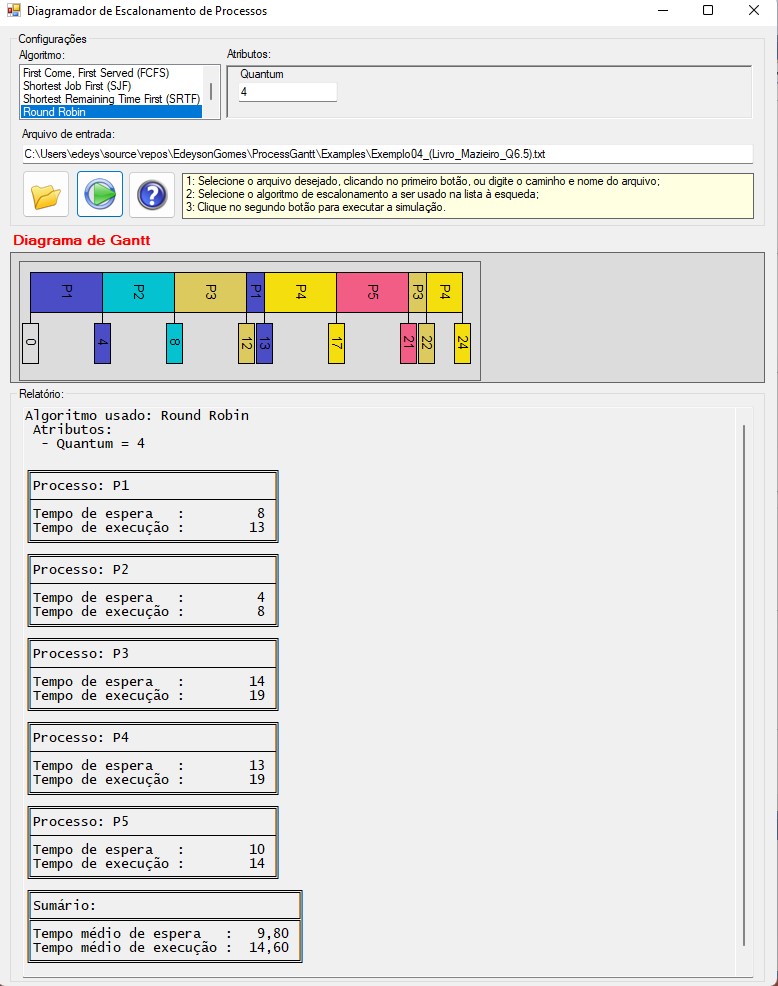 Diagramador de Escalonamento de Processos
Configurações
Algoritmo:
First Come, First Served (FCFS)
Shortest Job First (SJF)
Shortest Remaining Time First (SRTF)
Round Robin
Atributos:
Quantum
4
Arquivo de entrada:
C:\Users\edeys\source\repos\EdeysonGomes\ProcessGantt\Examples\Exemplo04_(Livro_Mazieiro_Q6.5).txt
1: Selecione o arquivo desejado, clicando no primeiro botão, ou digite o caminho e nome do arquivo;
2: Selecione o algoritmo de escalonamento a ser usado na lista à esqueda;
3: Clique no segundo botão para executar a simulação.
Diagrama de Gantt
P1 P2 P3 P1 P4 P5 P3 P4
0 4 8 12 13 17 21 22 24
Relatório:
Algoritmo usado: Round Robin
Atributos:
- Quantum = 4
Processo: P1
Tempo de espera : 8
Tempo de execução : 13
Processo: P2
Tempo de espera : 4
Tempo de execução : 8
Processo: P3
Tempo de espera : 14
Tempo de execução : 19
Processo: P4
Tempo de espera : 13
Tempo de execução : 19
Processo: P5
Tempo de espera : 10
Tempo de execução : 14
Sumário:
Tempo médio de espera : 9,80
Tempo médio de execução : 14,60